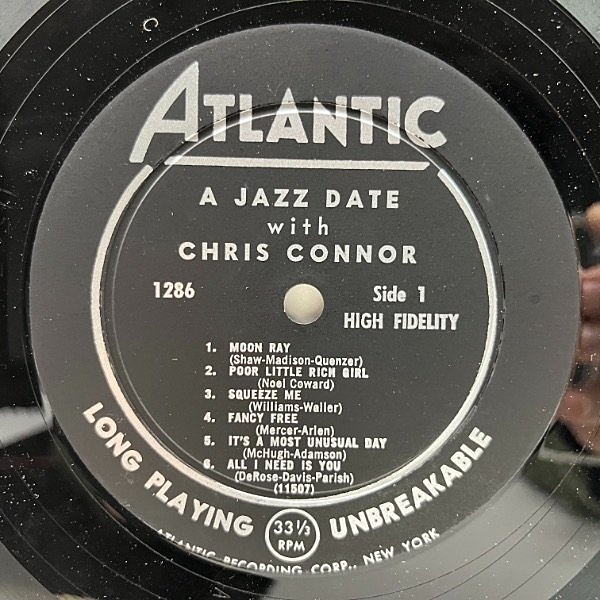 ATLANTIC
A JAZZ DATE
with
CHRIS CONNOR
1286
Side 1
HIGH FIDELITY
1. MOON RAY
(Shaw-Madison-Quenzer)
2. POOR LITTLE RICH GIRL
(Noel Coward)
3. SQUEEZE ME
(Williams-Waller)
4. FANCY FREE
(Mercer-Arlen)
5. IT'S A MOST UNUSUAL DAY
(McHugh-Adamson)
6. ALL I NEED IS YOU
(DeRose-Davis-Parish)
(11507)
LONG PLAYING 33 1/3 RPM UNBREAKABLE
ATLANTIC RECORDING CORP., NEW YORK